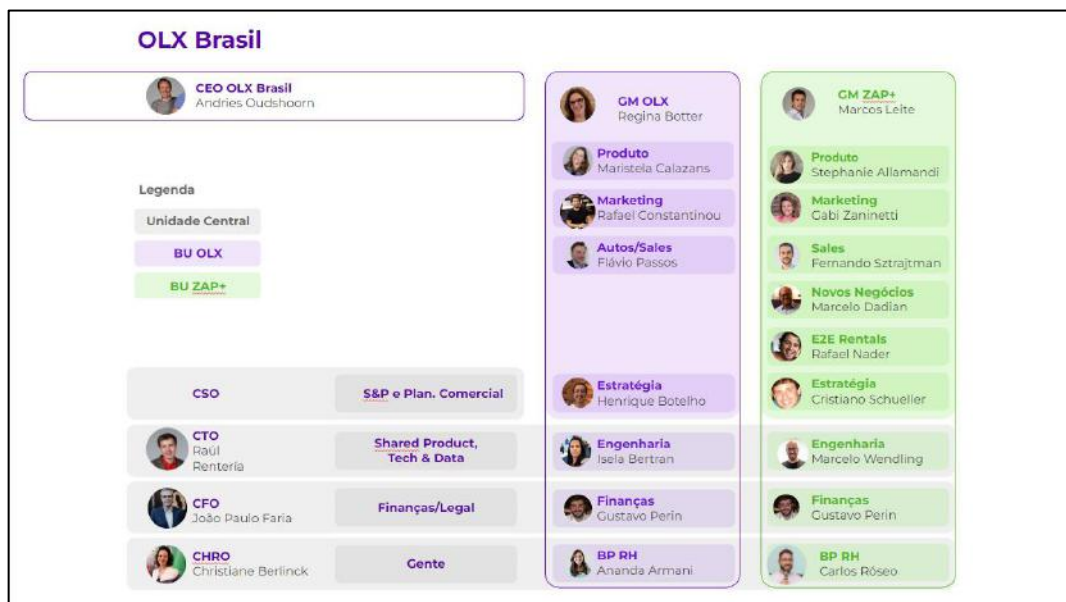 OLX Brasil
CEO OLX Brasil
Andries Oudshoorn
Legenda
Unidade Central
BU OLX
BU ZAP+
CSO
S&P e Plan. Comercial
CTO
Raúl
Rentería
Shared Product,
Tech & Data
CFO
João Paulo Faria
Finanças/Legal
CHRO
Christiane Berlinck
Gente
GM OLX
Regina Botter
Produto
Maristela Calazans
Marketing
Rafael Constantinou
Autos/Sales
Flávio Passos
Estratégia
Henrique Botelho
Engenharia
Isela Bertran
Finanças
Gustavo Perin
BP RH
Ananda Armani
GM ZAP+
Marcos Leite
Produto
Stephanie Allamandi
Marketing
Gabi Zaninetti
Sales
Fernando Sztrajtman
Novos Negócios
Marcelo Dadian
E2E Rentals
Rafael Nader
Estratégia
Cristiano Schueller
Engenharia
Marcelo Wendling
Finanças
Gustavo Perin
BP RH
Carlos Róseo